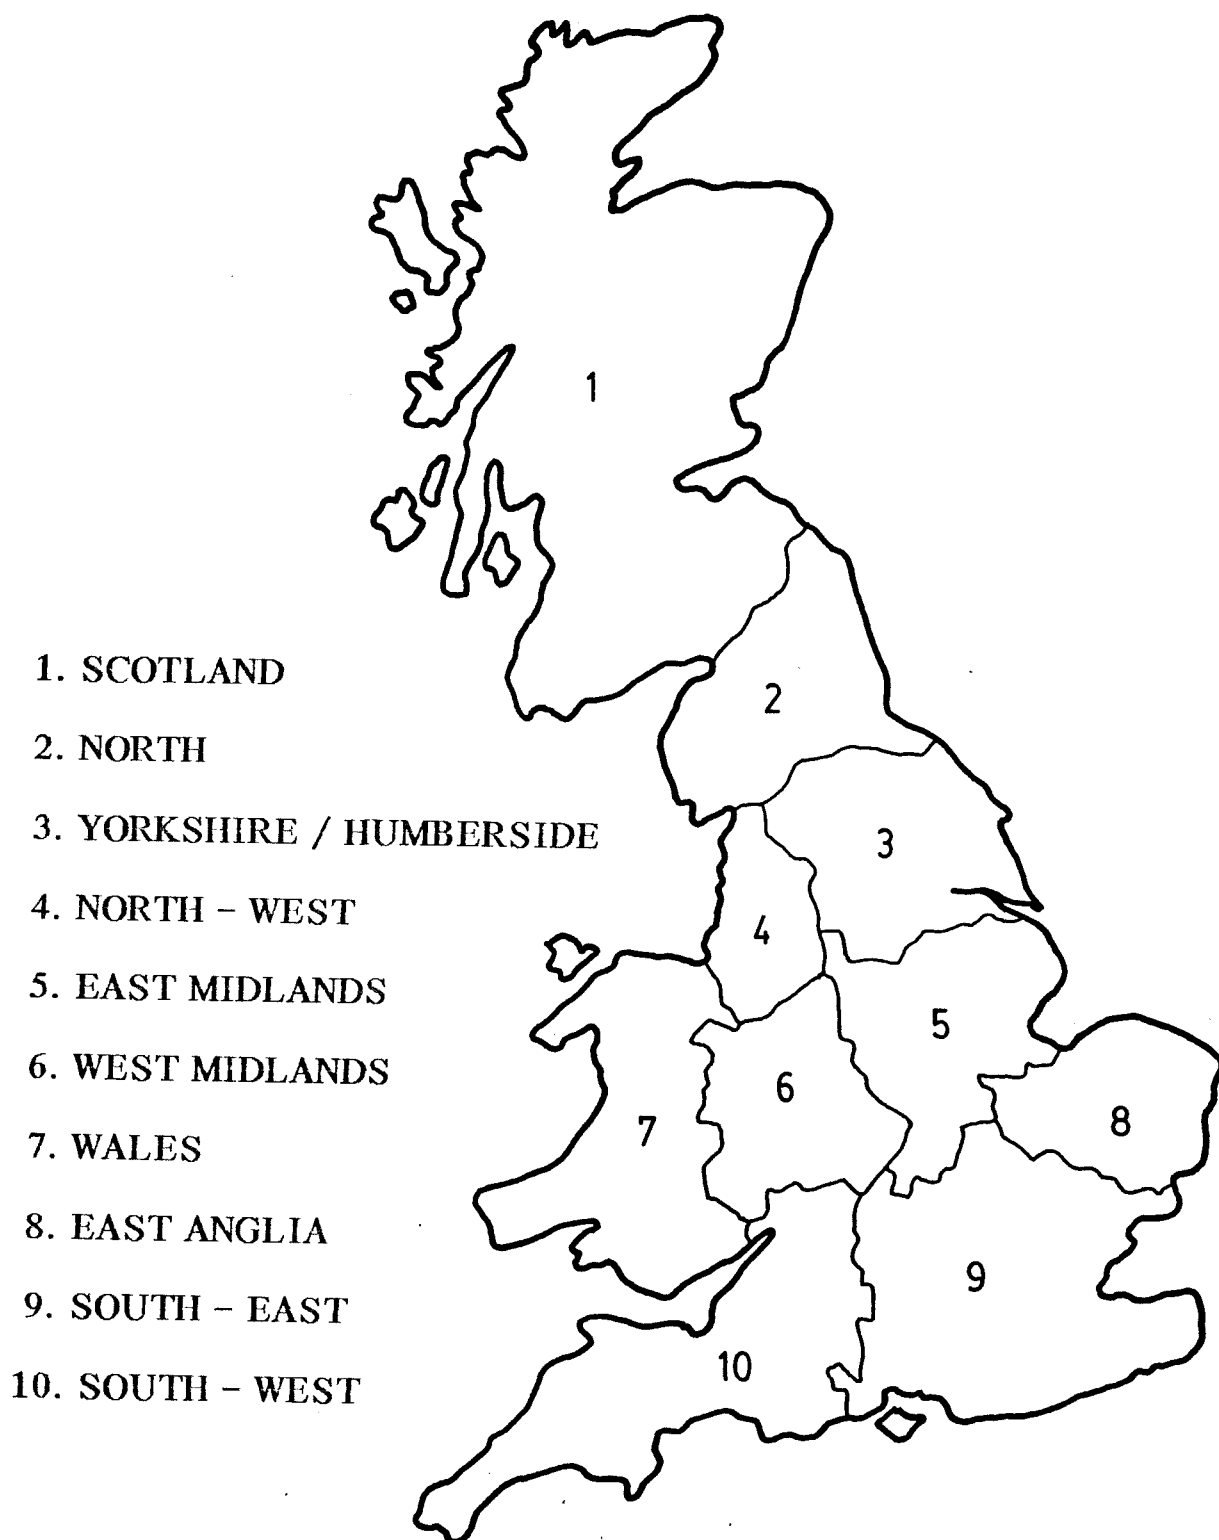 1
2
3
4
5
6
7
8
9
10
1. SCOTLAND
2. NORTH
3. YORKSHIRE / HUMBERSIDE
4. NORTH - WEST
5. EAST MIDLANDS
6. WEST MIDLANDS
7. WALES
8. EAST ANGLIA
9. SOUTH - EAST
10. SOUTH - WEST